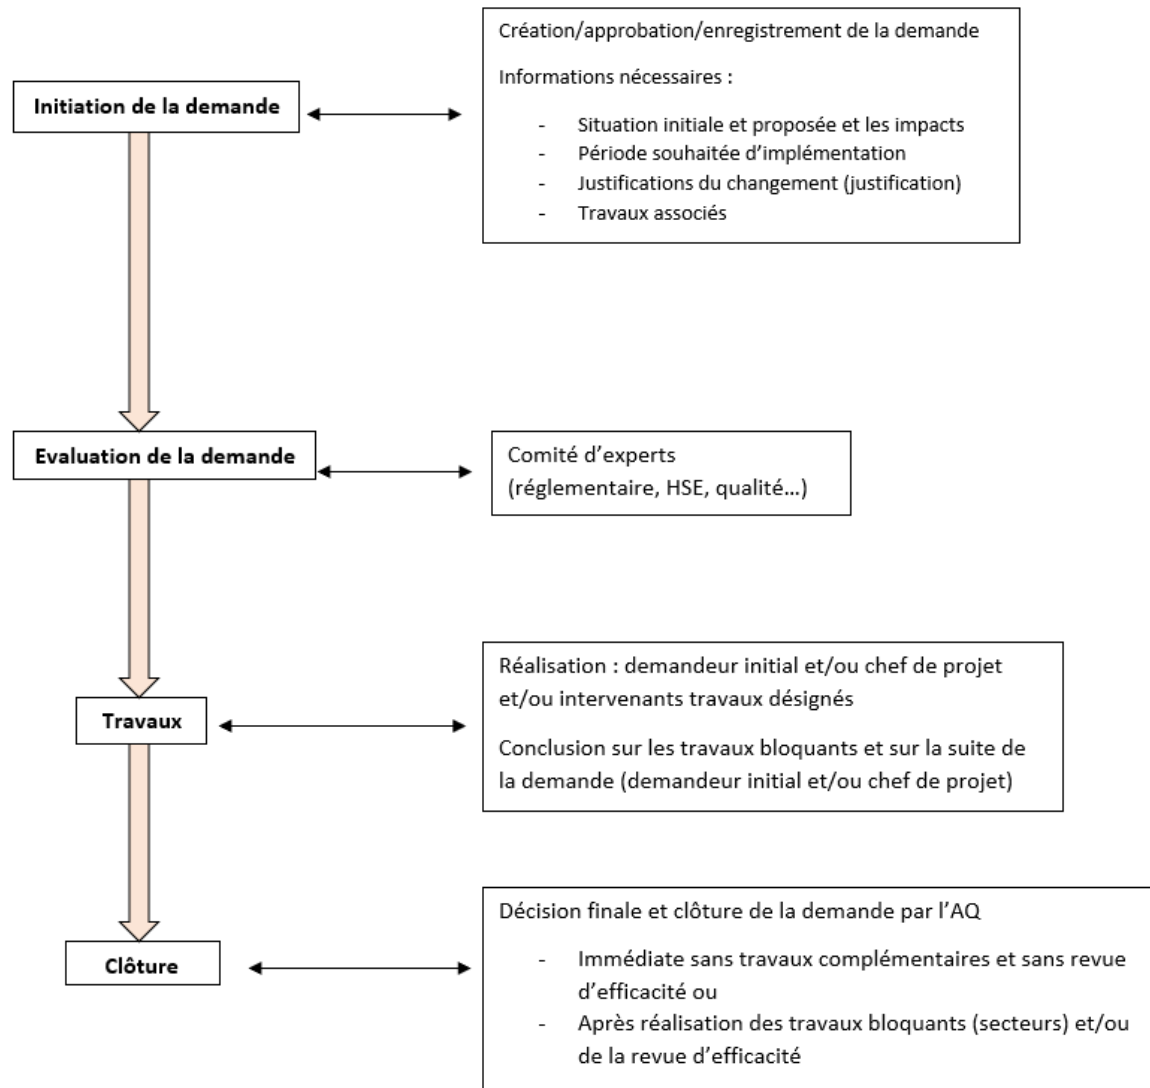 Initiation de la demande
Création/approbation/enregistrement de la demande
Informations nécessaires :
- Situation initiale et proposée et les impacts
- Période souhaitée d’implémentation
- Justifications du changement (justification)
- Travaux associés
Evaluation de la demande
Comité d’experts
(réglementaire, HSE, qualité…)
Travaux
Réalisation : demandeur initial et/ou chef de projet
et/ou intervenants travaux désignés
Conclusion sur les travaux bloquants et sur la suite de
la demande (demandeur initial et/ou chef de projet)
Clôture
Décision finale et clôture de la demande par l’AQ
- Immédiate sans travaux complémentaires et sans revue
d’efficacité ou
- Après réalisation des travaux bloquants (secteurs) et/ou
de la revue d’efficacité